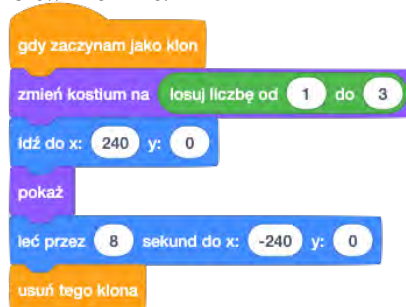 gdy zaczynam jako klon
zmień kostium na losuj liczbę od 1 do 3
idź do x: 240 y: 0
pokaż
leć przez 8 sekund do x: -240 y: 0
usuń tego klona